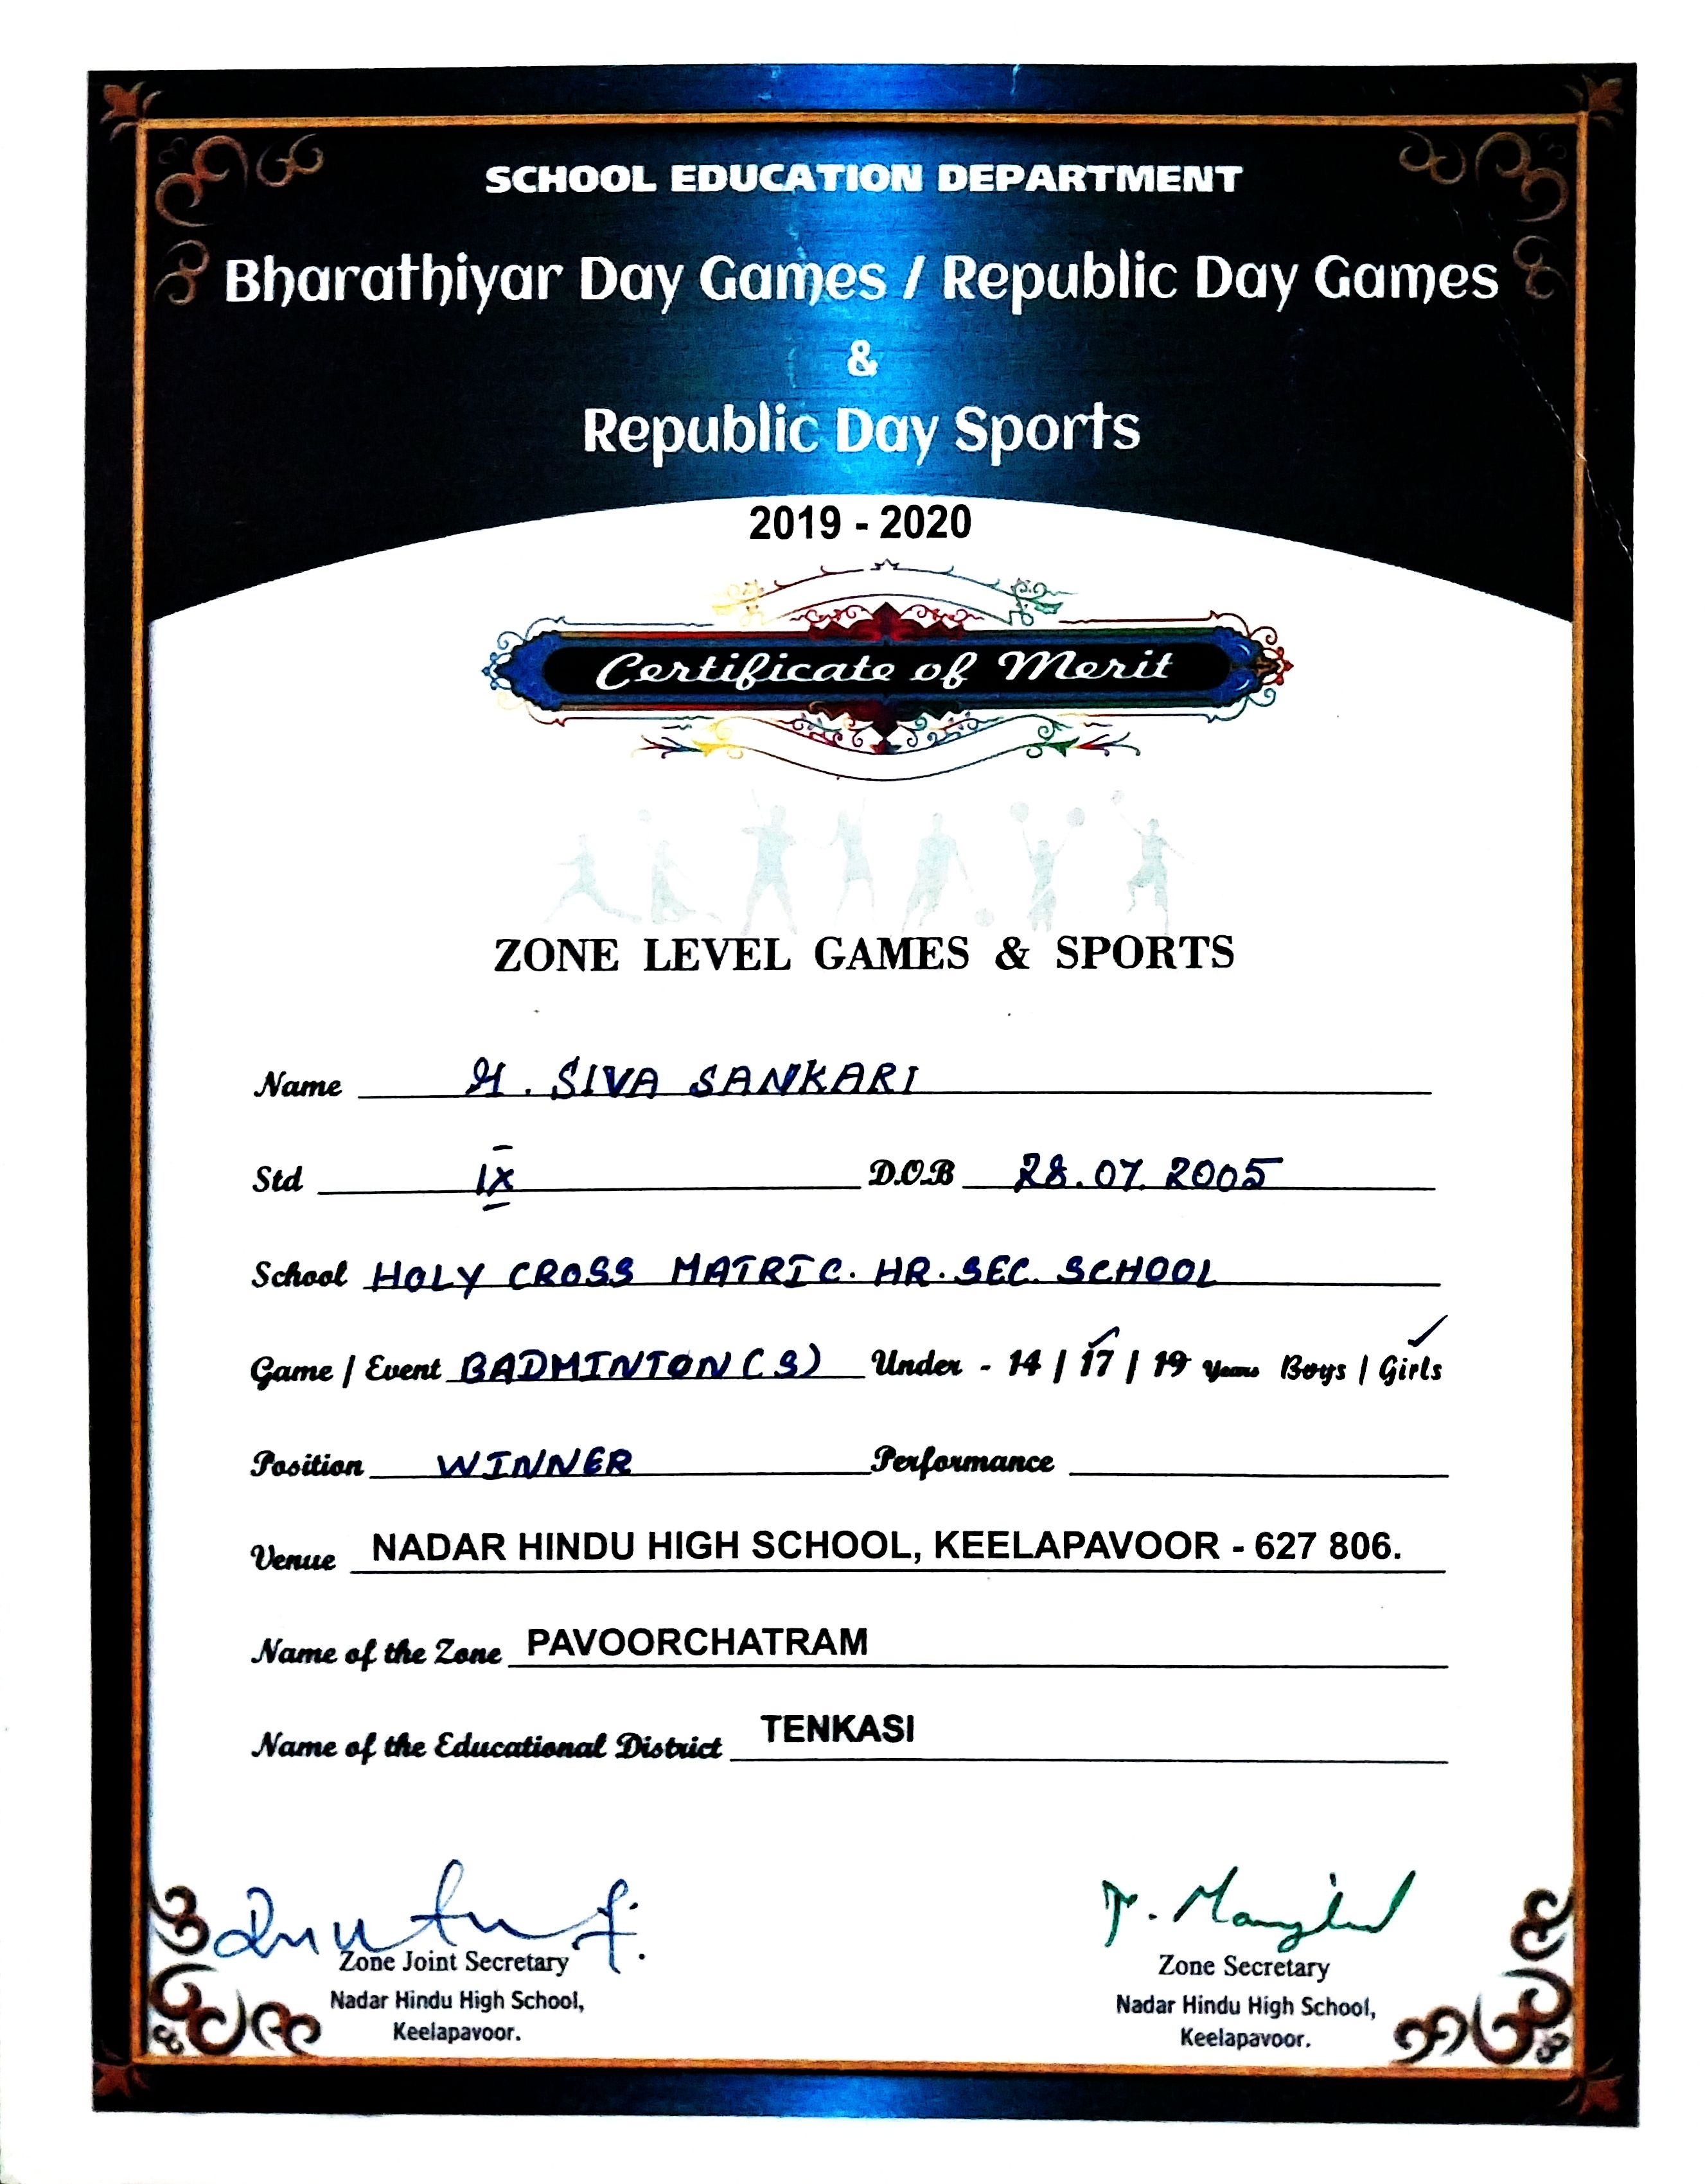 SCHOOL EDUCATION DEPARTMENT
Bharathiyar Day Games / Republic Day Games
&
Republic Day Sports
2019 - 2020
Certificate of Merit
ZONE LEVEL GAMES & SPORTS
Name . SIVA SANKARI
Std IX D.O.B 28.07.2005
School HOLY CROSS MATRIC. HR. SEC. SCHOOL
Game / Event BADMINTON (S) Under - 14 / 17 / 19 Years Boys / Girls
Position WINNER Performance
Venue NADAR HINDU HIGH SCHOOL, KEELAPAVOOR - 627 806.
Name of the Zone PAVOORCHATRAM
Name of the Educational District TENKASI
Zone Joint Secretary
Nadar Hindu High School,
Keelapavoor.
Zone Secretary
Nadar Hindu High School,
Keelapavoor.